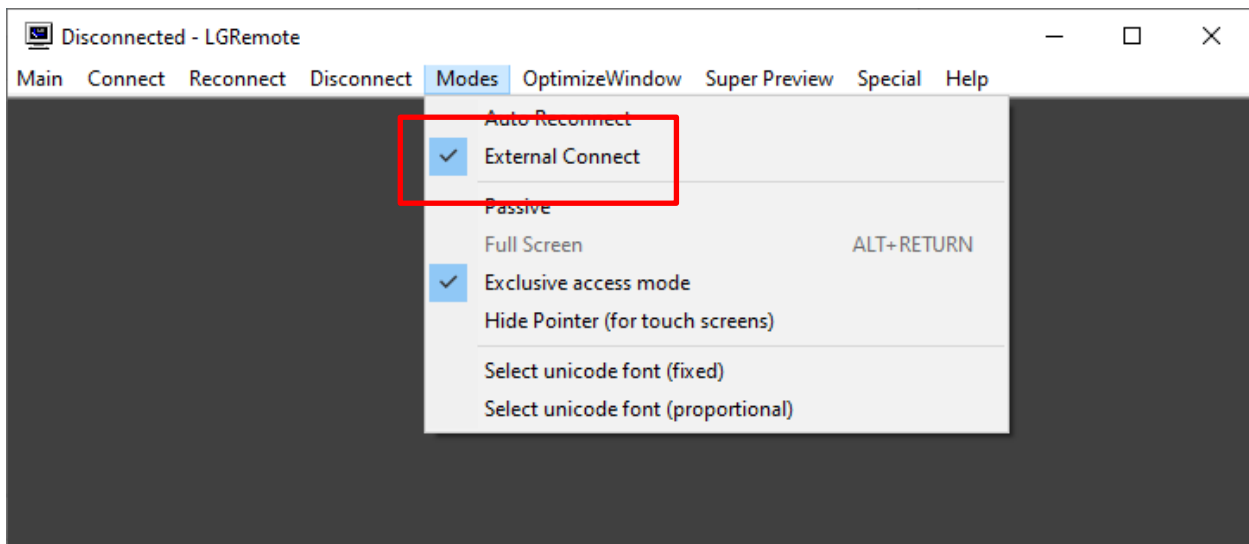 Disconnected - LGRemote
Main Connect Reconnect Disconnect Modes OptimizeWindow Super Preview Special Help
Auto Reconnect
External Connect
Passive
Full Screen ALT+RETURN
Exclusive access mode
Hide Pointer (for touch screens)
Select unicode font (fixed)
Select unicode font (proportional)